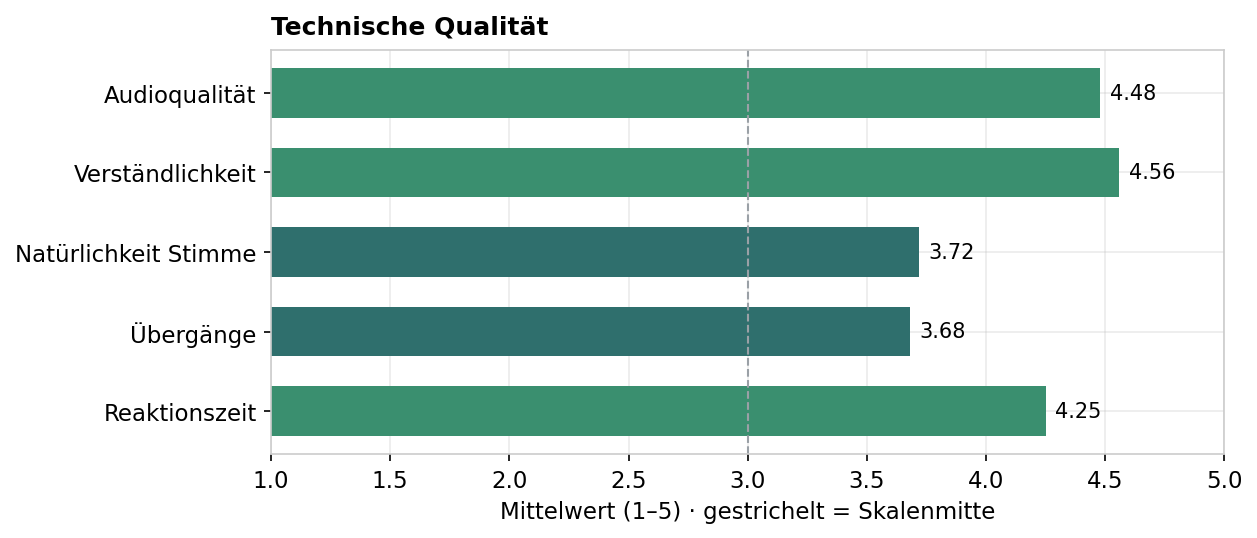 Technische Qualität
Audioqualität 4.48
Verständlichkeit 4.56
Natürlichkeit Stimme 3.72
Übergänge 3.68
Reaktionszeit 4.25
1.0 1.5 2.0 2.5 3.0 3.5 4.0 4.5 5.0
Mittelwert (1–5) · gestrichelt = Skalenmitte